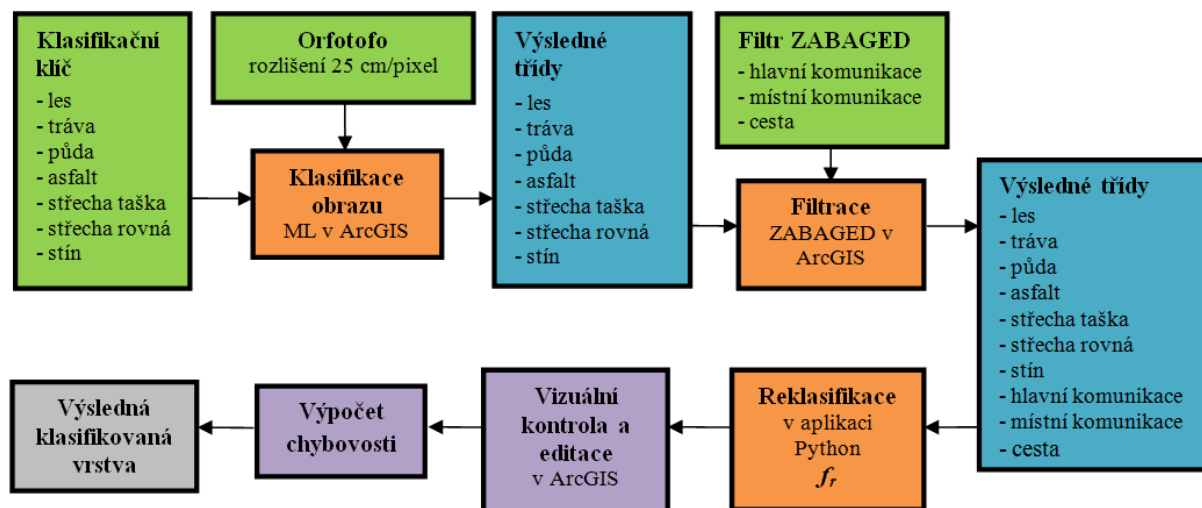 Klasifikační
klíč
- les
- tráva
- půda
- asfalt
- střecha taška
- střecha rovná
- stín
Orfotofo
rozlišení 25 cm/pixel
Klasifikace
obrazu
ML v ArcGIS
Výsledné
třídy
- les
- tráva
- půda
- asfalt
- střecha taška
- střecha rovná
- stín
Filtr ZABAGED
- hlavní komunikace
- místní komunikace
- cesta
Filtrace
ZABAGED v
ArcGIS
Výsledné třídy
- les
- tráva
- půda
- asfalt
- střecha taška
- střecha rovná
- stín
- hlavní komunikace
- místní komunikace
- cesta
Reklasifikace
v aplikaci
Python
fr
Vizuální
kontrola a
editace
v ArcGIS
Výpočet
chybovosti
Výsledná
klasifikovaná
vrstva